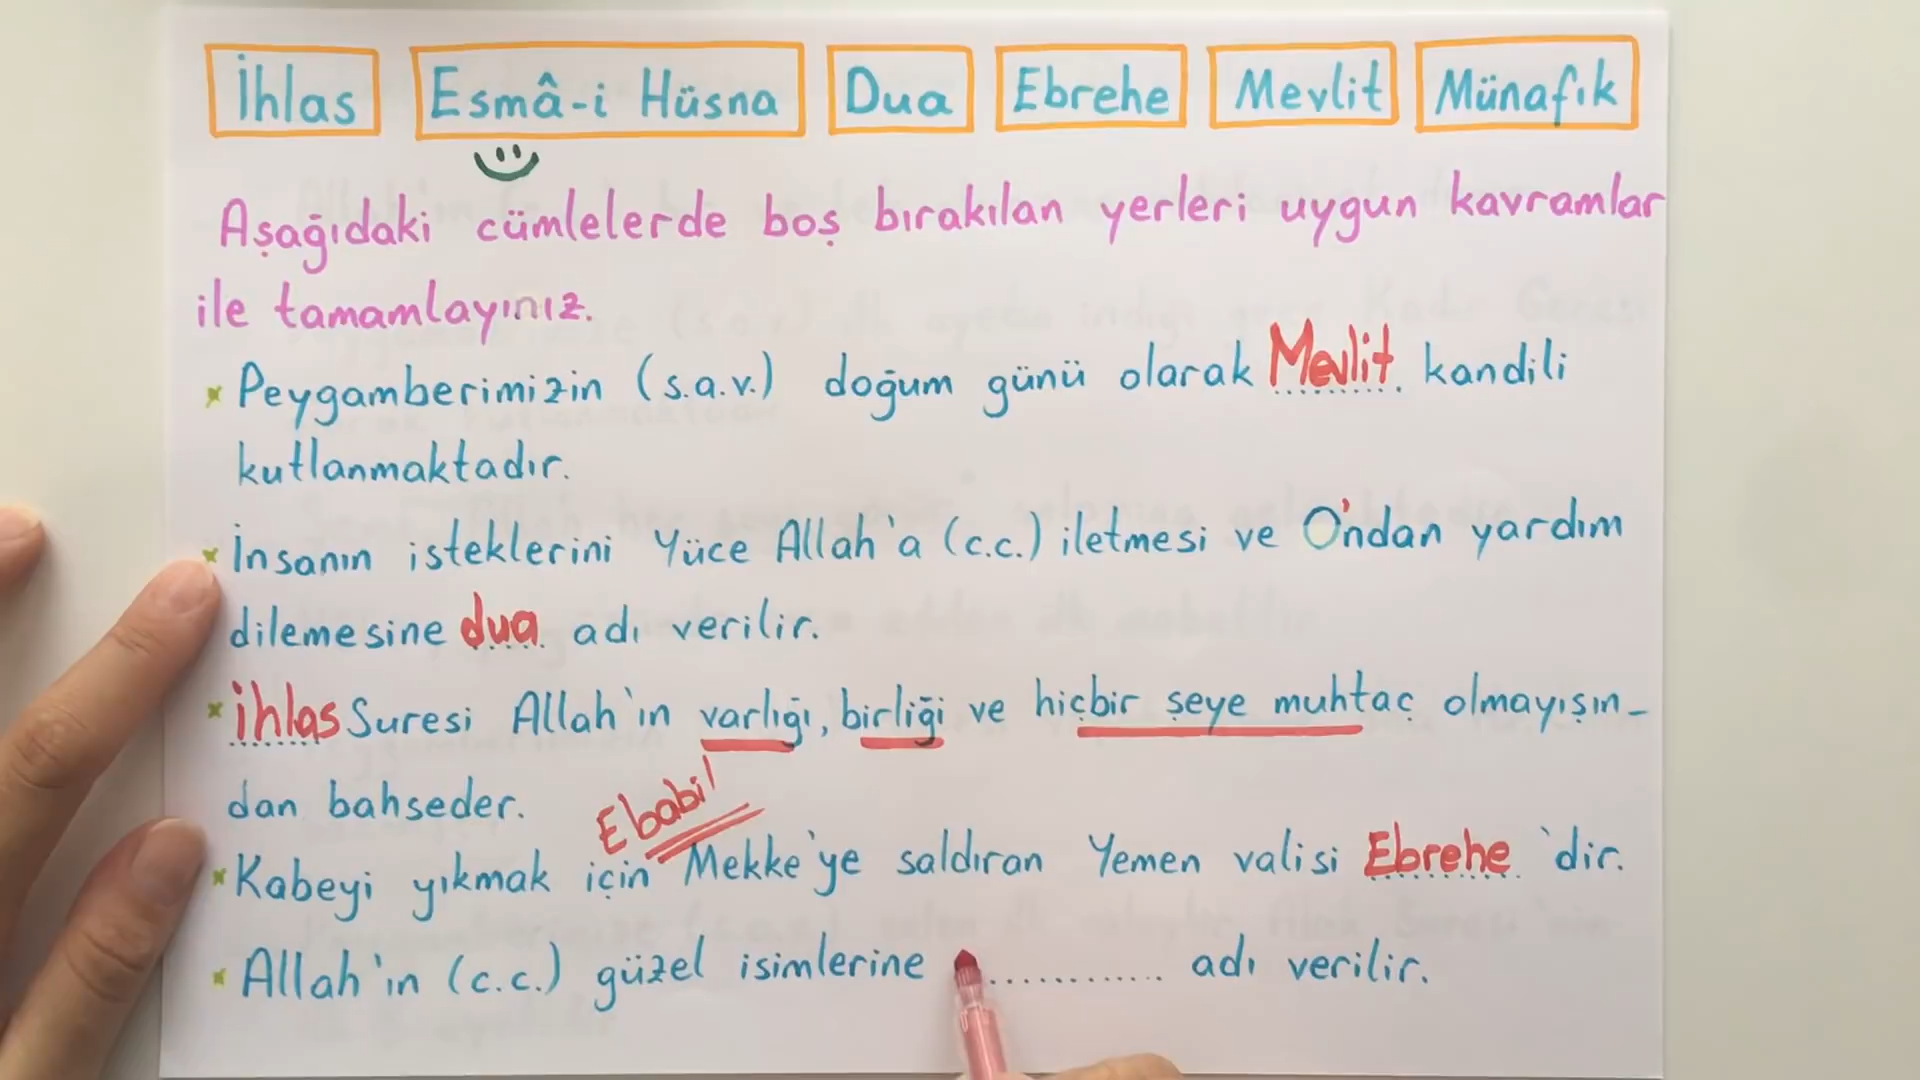 İhlas Esmâ-i Hüsna Dua Ebrehe Mevlit Münafık
Aşağıdaki cümlelerde boş bırakılan yerleri uygun kavramlar
ile tamamlayınız.
Peygamberimizin (s.a.v.) doğum günü olarak Mevlit kandili
kutlanmaktadır.
İnsanın isteklerini Yüce Allah'a (c.c.) iletmesi ve O'ndan yardım
dilemesine dua adı verilir.
İhlas Suresi Allah'ın varlığı, birliği ve hiçbir şeye muhtaç olmayışın-
dan bahseder.
Ebabil
Kabeyi yıkmak için Mekke'ye saldıran Yemen valisi Ebrehe 'dir.
Allah'ın (c.c.) güzel isimlerine ............ adı verilir.